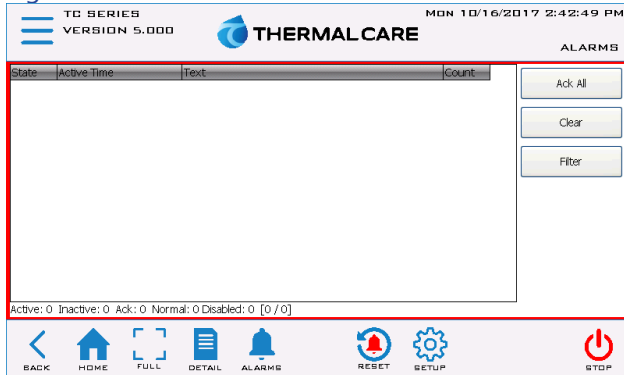 TC SERIES
VERSION 5.000
THERMAL CARE
MON 10/16/2017 2:42:49 PM
ALARMS
State Active Time Text Count
Ack All
Clear
Filter
Active: 0 Inactive: 0 Ack: 0 Normal: 0 Disabled: 0 [0 / 0]
BACK HOME FULL DETAIL ALARMS RESET SETUP STOP